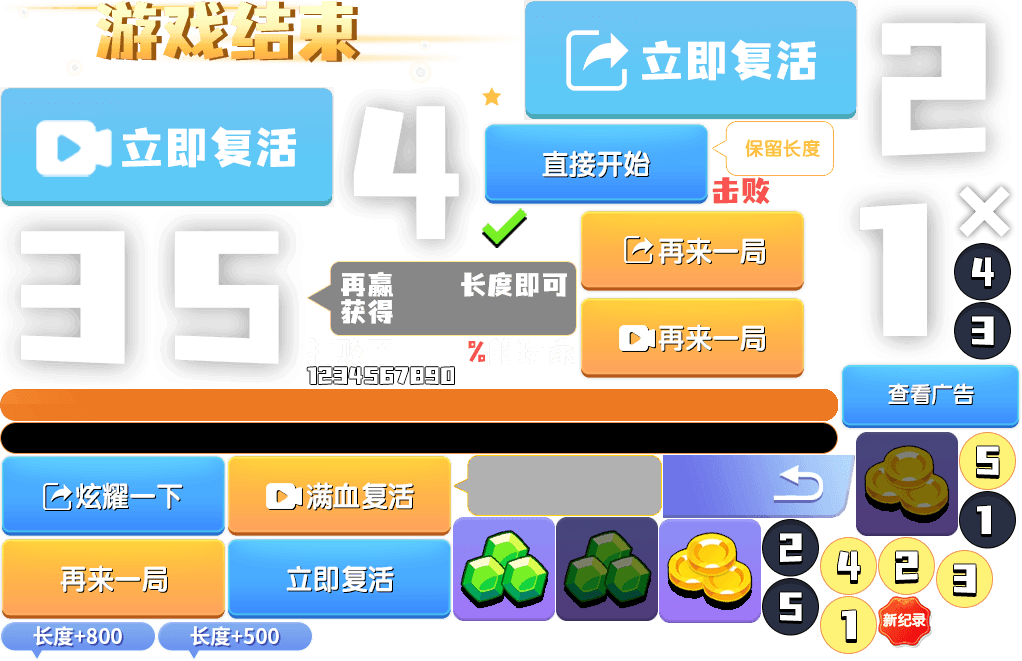 游戏结束
立即复活
2
立即复活
4
直接开始
保留长度
击败
1
4
3
3
5
再赢 长度即可
获得
再来一局
再来一局
%
1234567890
查看广告
炫耀一下
满血复活
5
1
再来一局
立即复活
2
4
2
3
5
1
新纪录
长度+800
长度+500